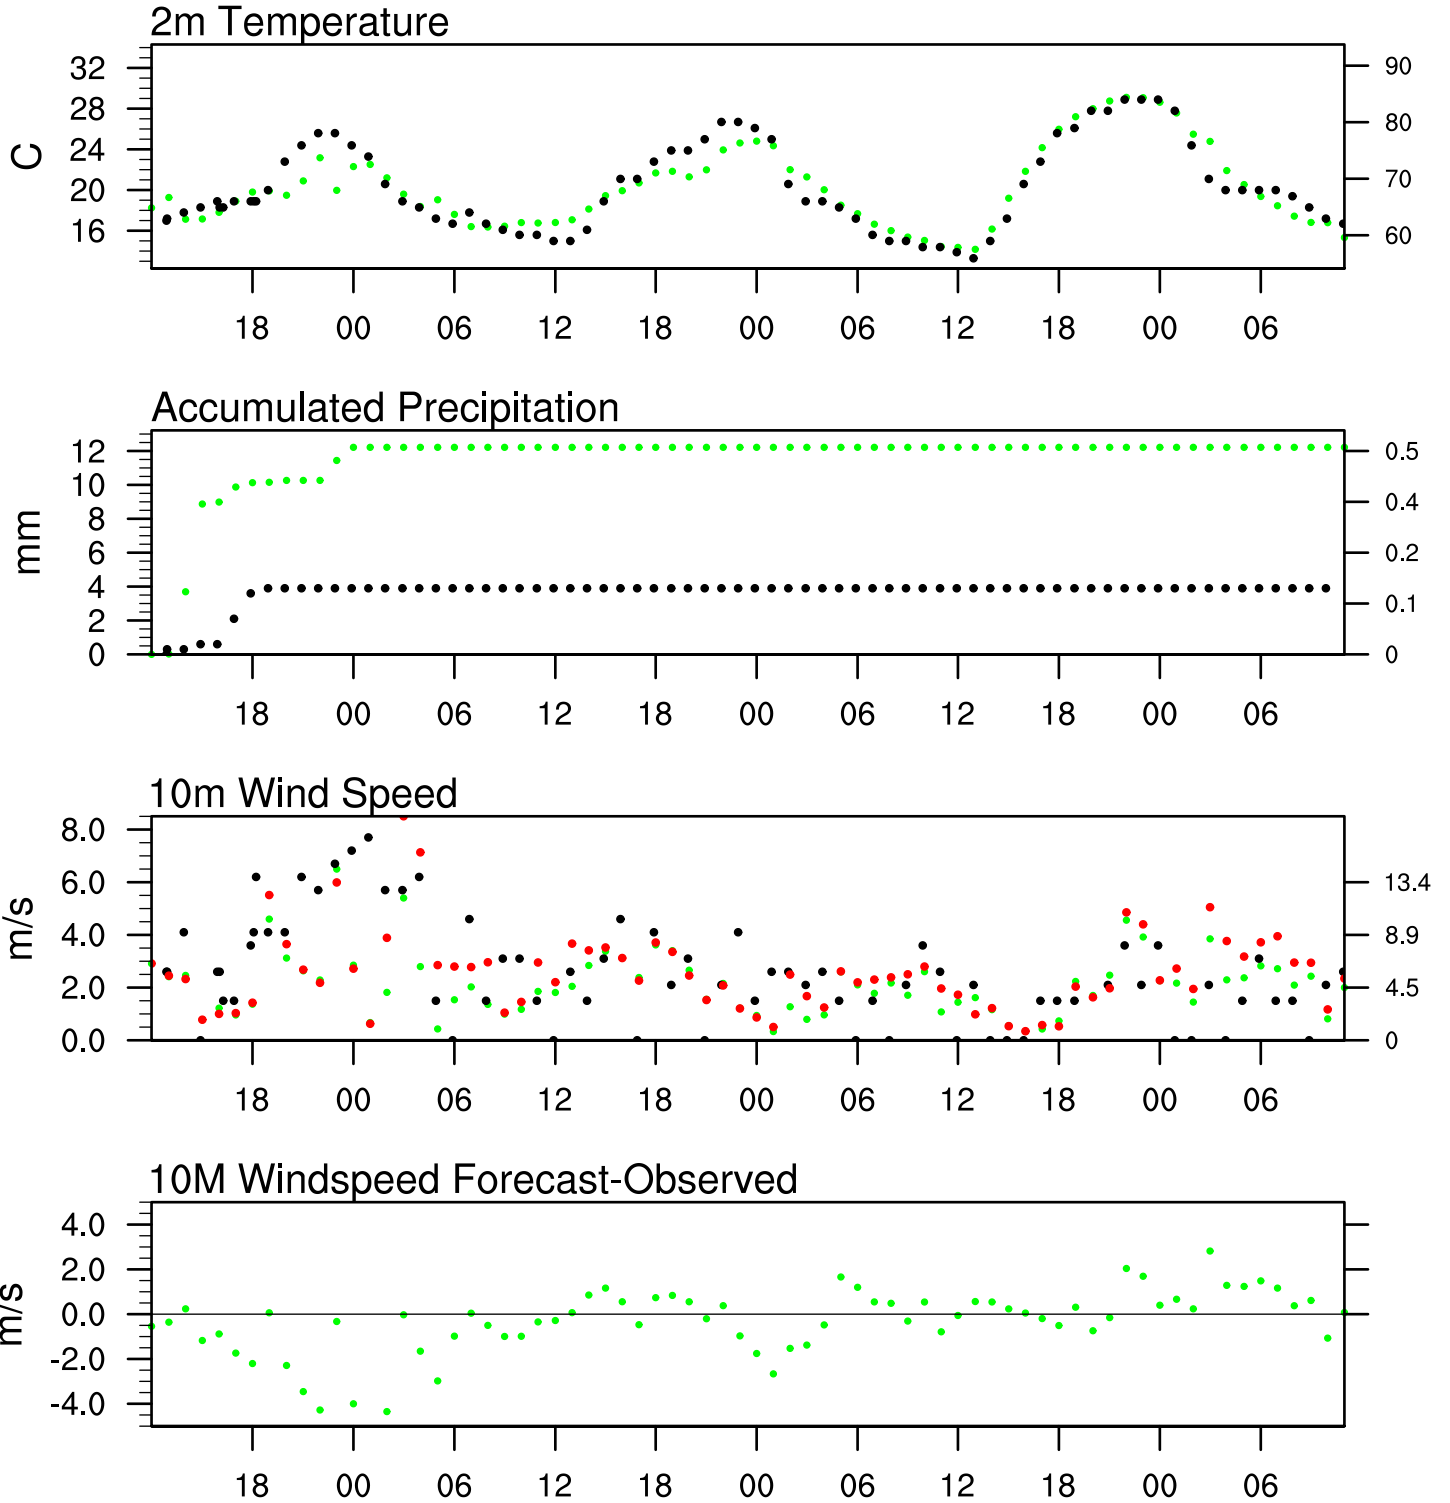 2m Temperature
32
28
24
20
16
C
90
80
70
60
18 00 06 12 18 00 06 12 18 00 06
Accumulated Precipitation
12
10
8
6
4
2
0
mm
0.5
0.4
0.2
0.1
0
18 00 06 12 18 00 06 12 18 00 06
10m Wind Speed
8.0
6.0
4.0
2.0
0.0
m/s
13.4
8.9
4.5
0
18 00 06 12 18 00 06 12 18 00 06
10M Windspeed Forecast-Observed
4.0
2.0
0.0
-2.0
-4.0
m/s
18 00 06 12 18 00 06 12 18 00 06